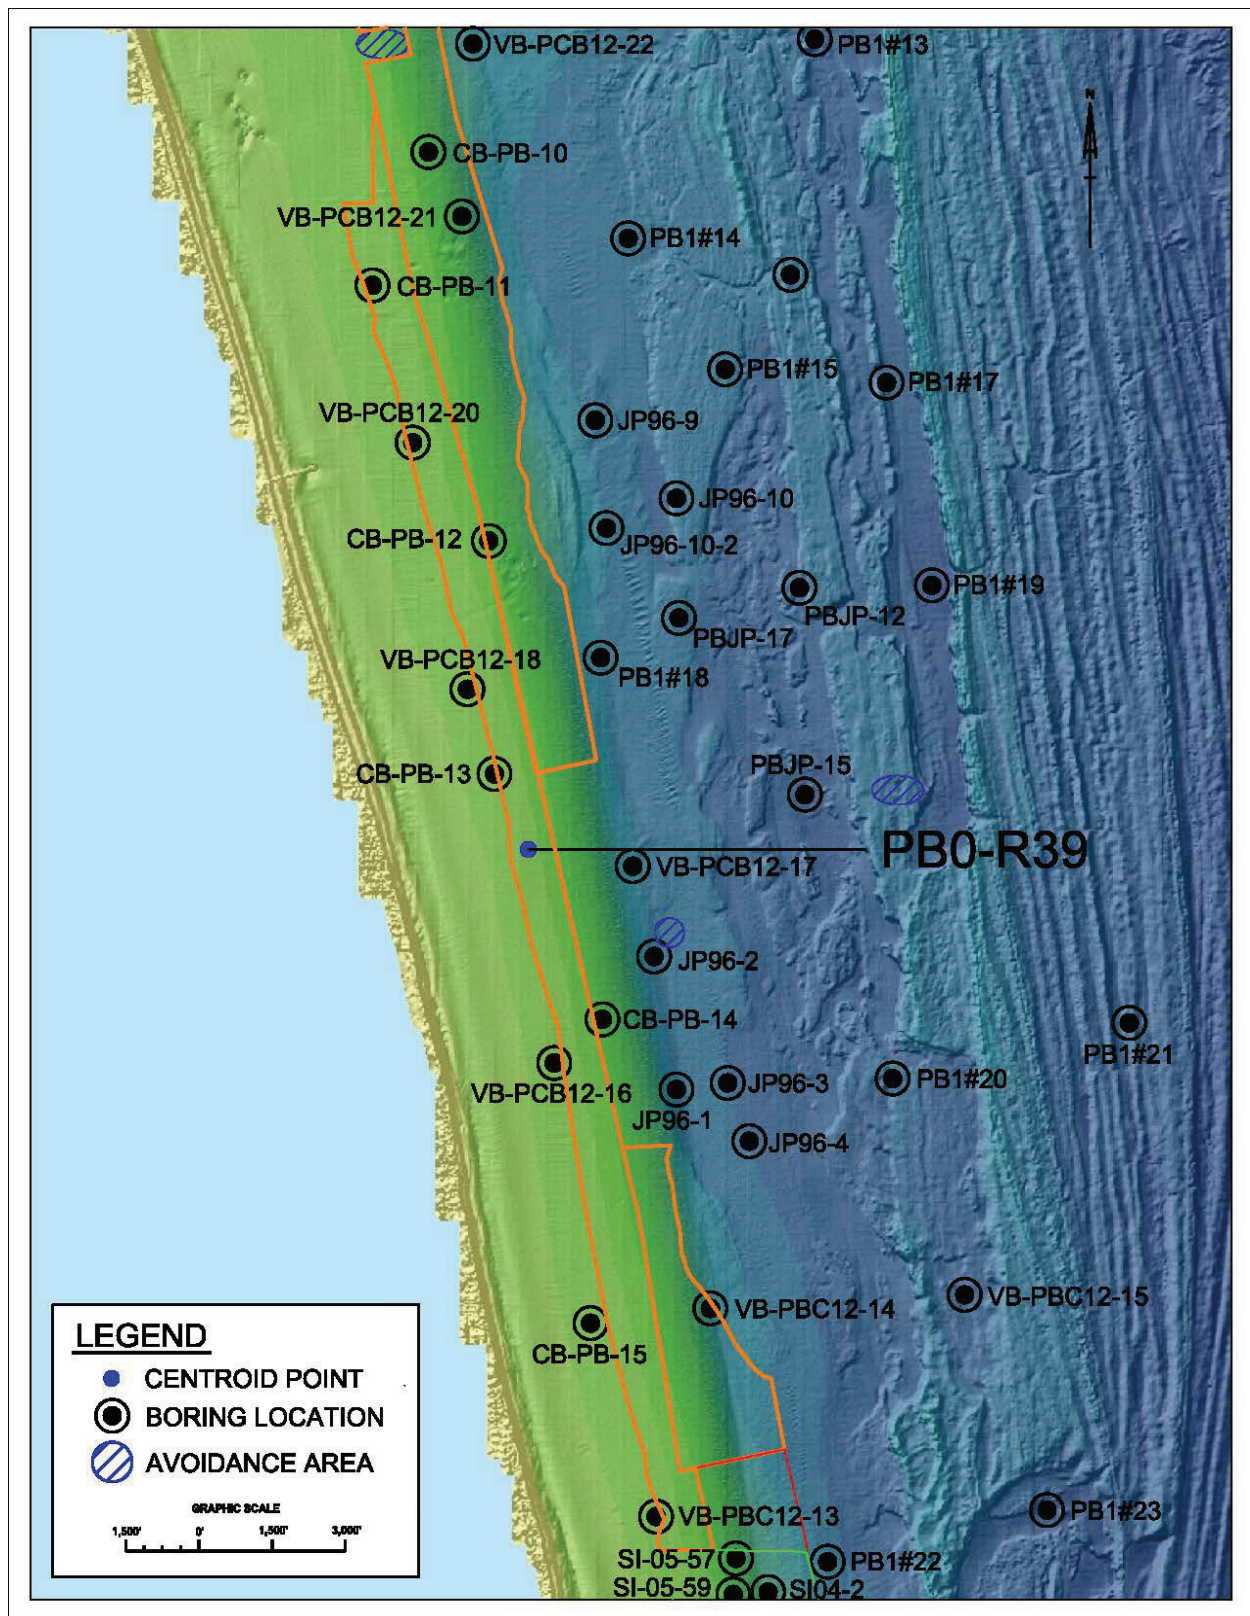 VB-PCB12-22
PB1#13
N
CB-PB-10
VB-PCB12-21
PB1#14
CB-PB-11
PB1#15
PB1#17
VB-PCB12-20
JP96-9
JP96-10
CB-PB-12
JP96-10-2
PB1#19
PBJP-12
PBJP-17
VB-PCB12-18
PB1#18
CB-PB-13
PBJP-15
PB0-R39
VB-PCB12-17
JP96-2
CB-PB-14
PB1#21
VB-PCB12-16
JP96-3
PB1#20
JP96-1
JP96-4
VB-PBC12-14
VB-PBC12-15
CB-PB-15
LEGEND
CENTROID POINT
BORING LOCATION
AVOIDANCE AREA
GRAPHIC SCALE
1,500' 0' 1,500' 3,000'
VB-PBC12-13
PB1#23
SI-05-57
PB1#22
SI-05-59
SI04-2